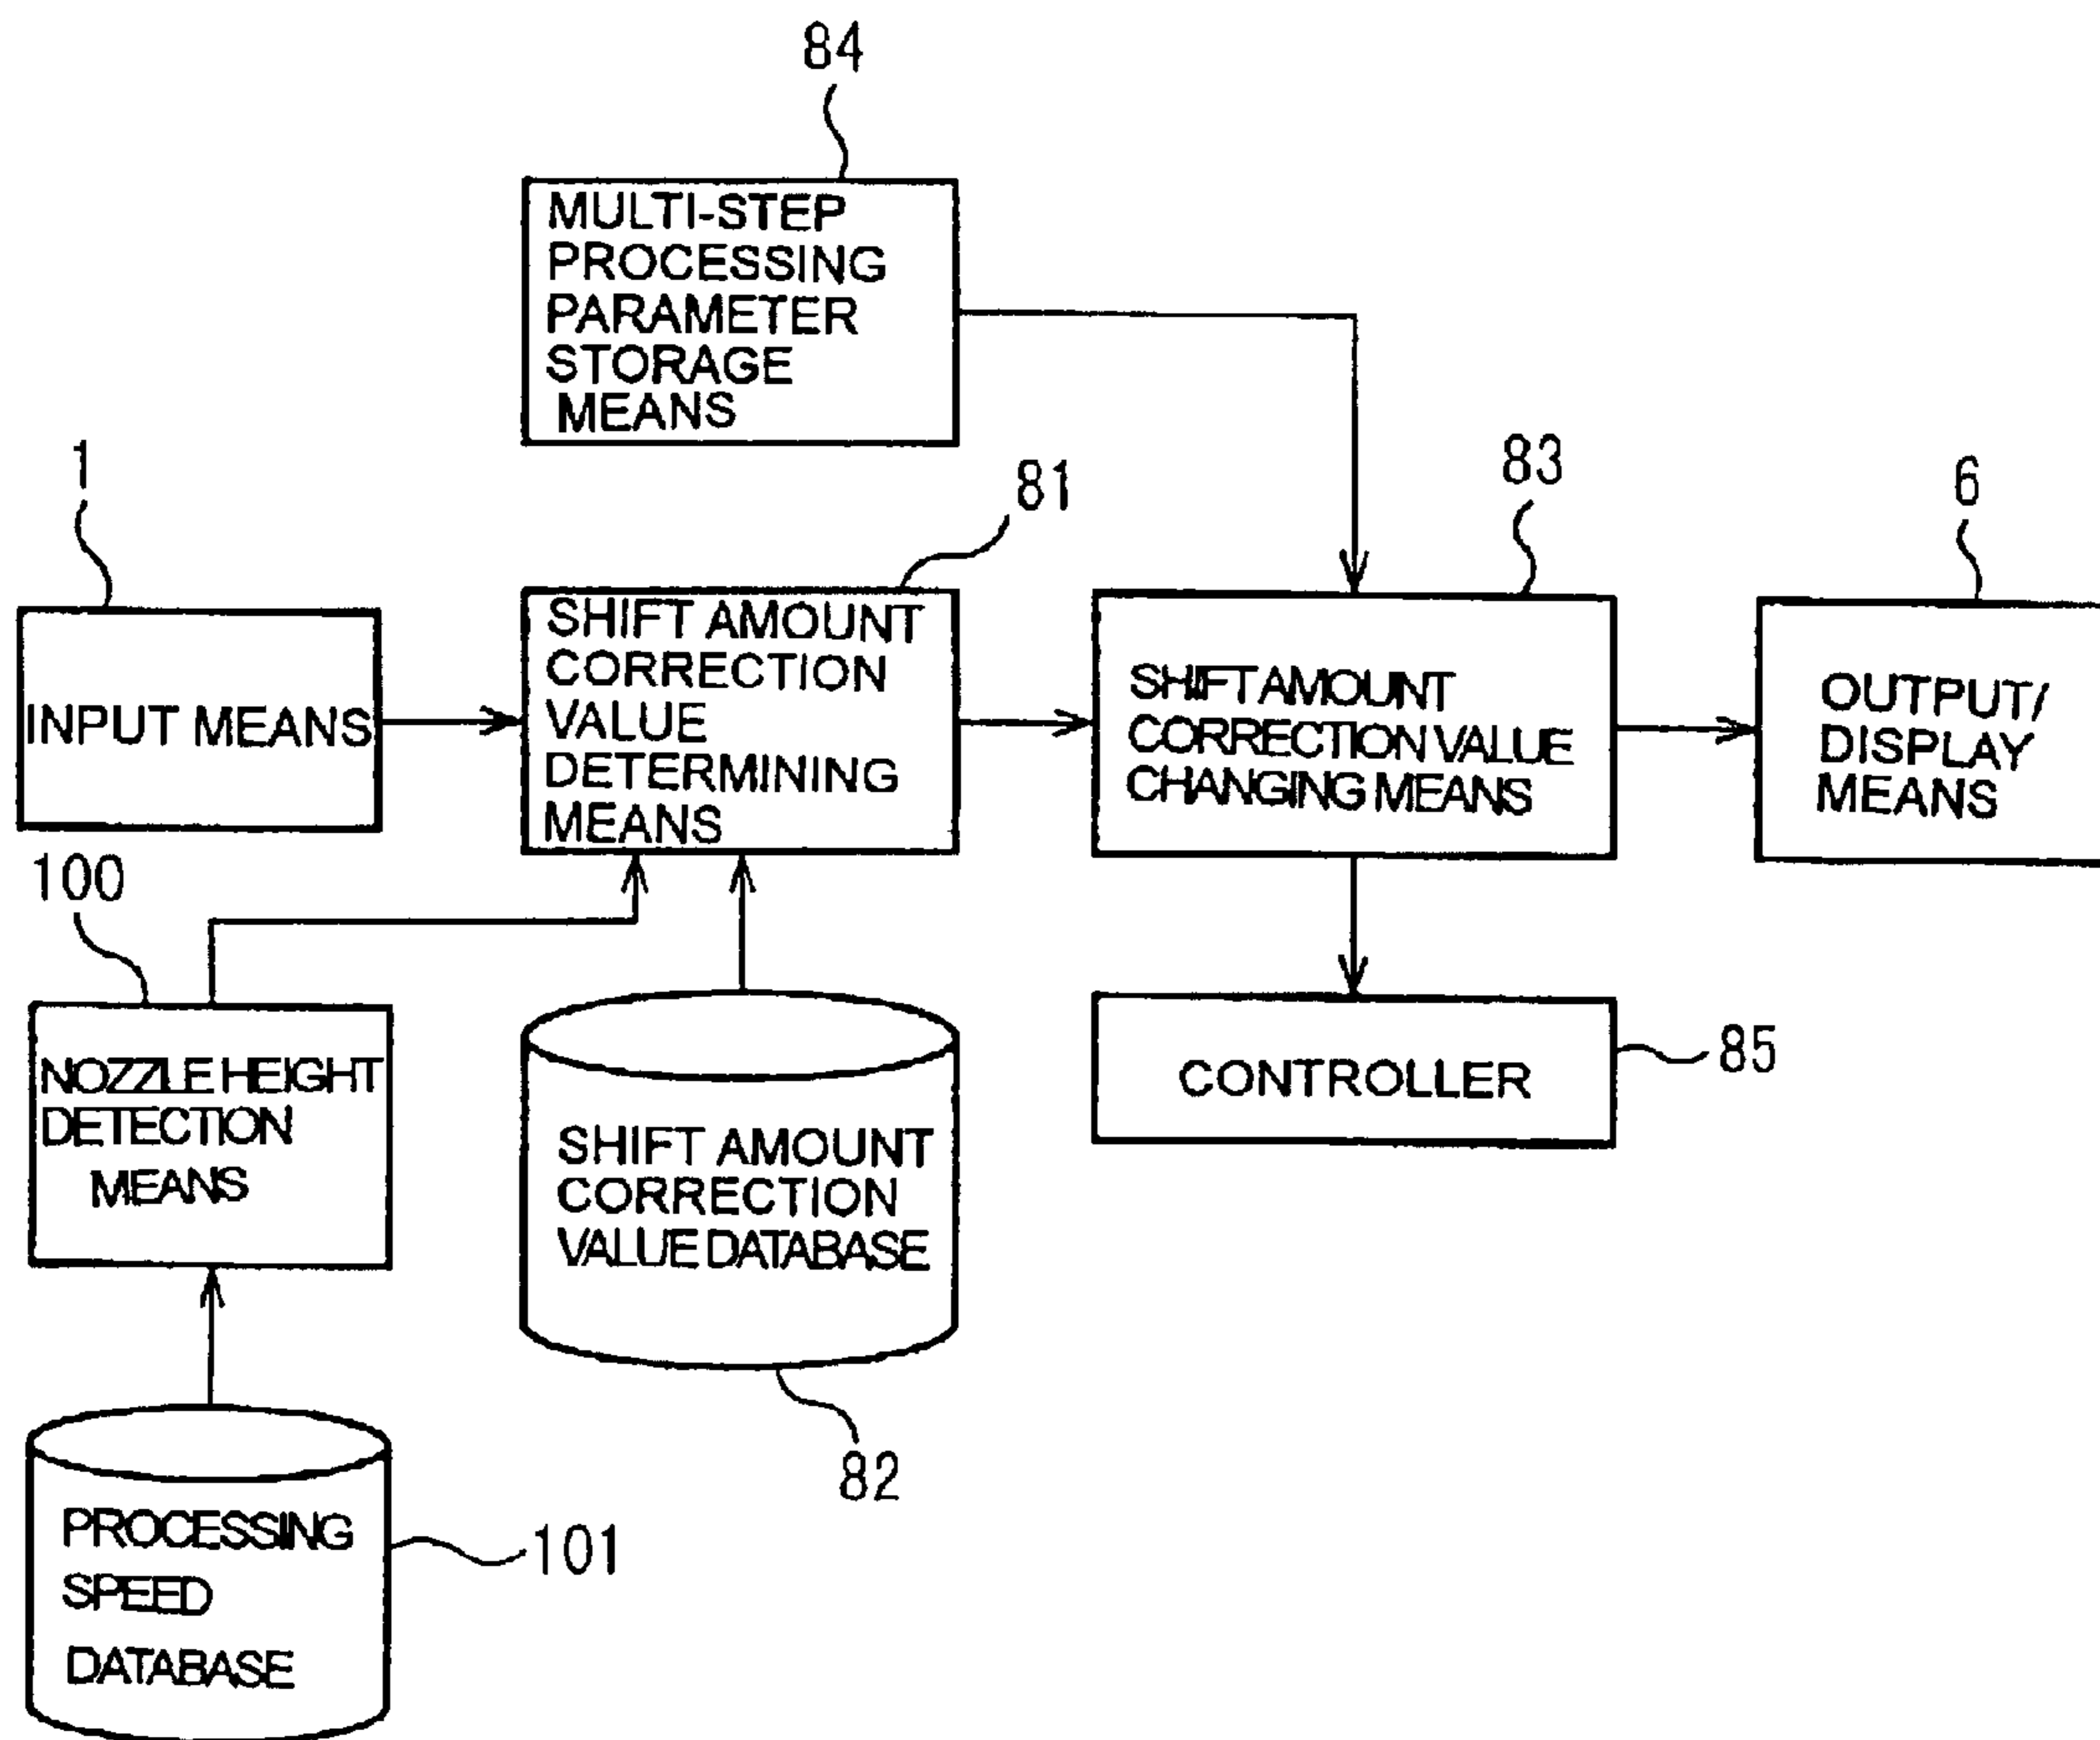 84
MULTI-STEP
PROCESSING
PARAMETER
STORAGE
MEANS
1
INPUT MEANS
81
SHIFT AMOUNT
CORRECTION
VALUE
DETERMINING
MEANS
83
SHIFT AMOUNT
CORRECTION VALUE
CHANGING MEANS
6
OUTPUT/
DISPLAY
MEANS
100
NOZZLE HEIGHT
DETECTION
MEANS
SHIFT AMOUNT
CORRECTION
VALUE DATABASE
82
CONTROLLER
85
PROCESSING
SPEED
DATABASE
101